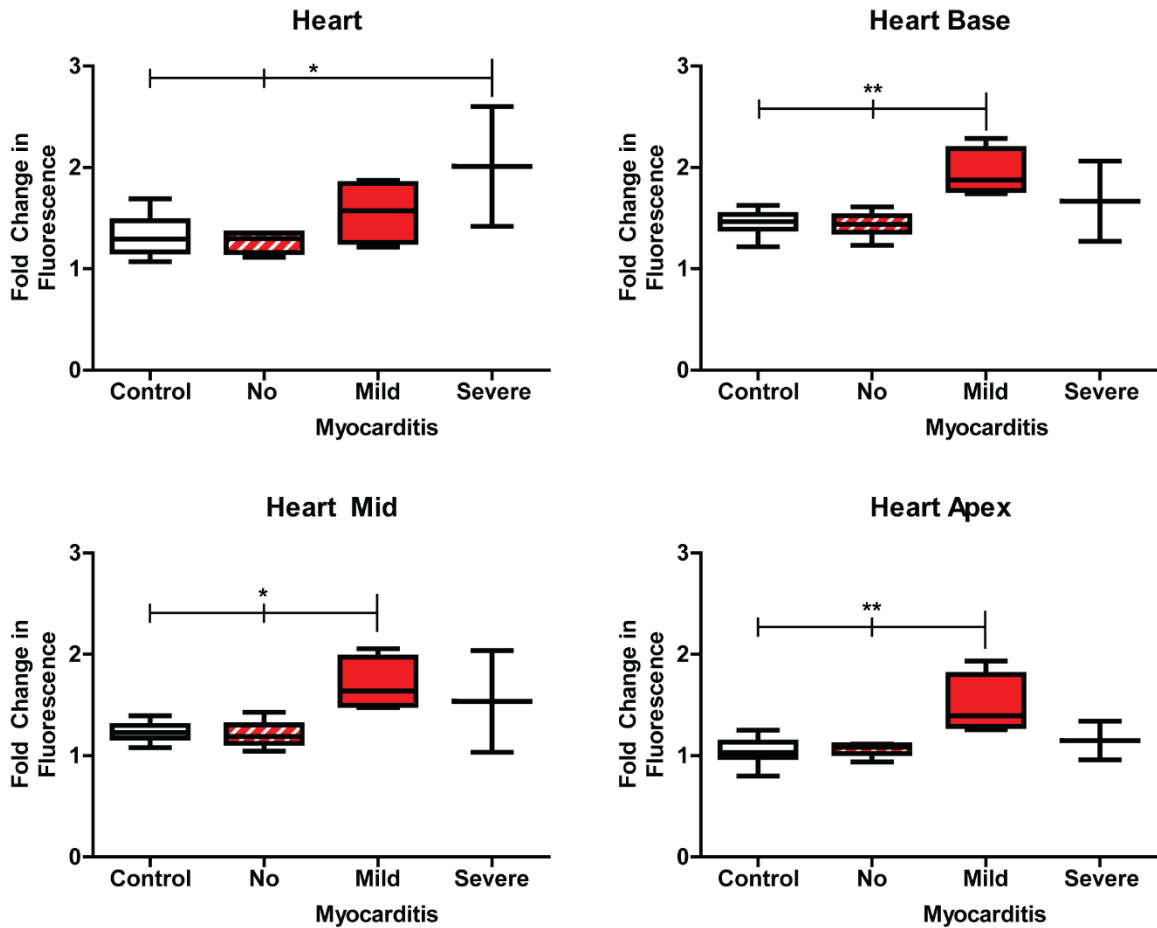 Heart
Fold Change in
Fluorescence
3
2
1
0
*
Control No Mild Severe
Myocarditis
Heart Base
Fold Change in
Fluorescence
3
2
1
0
**
Control No Mild Severe
Myocarditis
Heart Mid
Fold Change in
Fluorescence
3
2
1
0
*
Control No Mild Severe
Myocarditis
Heart Apex
Fold Change in
Fluorescence
3
2
1
0
**
Control No Mild Severe
Myocarditis